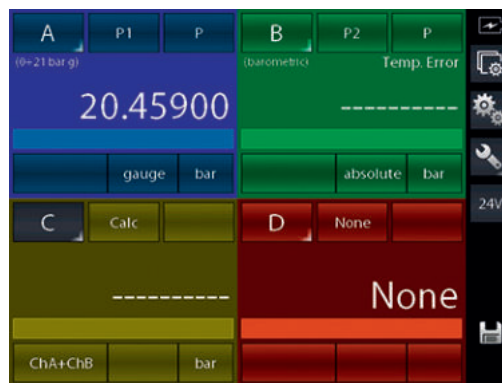 A P1 P
(0÷21 bar g)
20.45900
gauge bar
B P2 P
(barometric) Temp. Error
----------
absolute bar
C Calc
----------
ChA+ChB bar
D None
None
24V